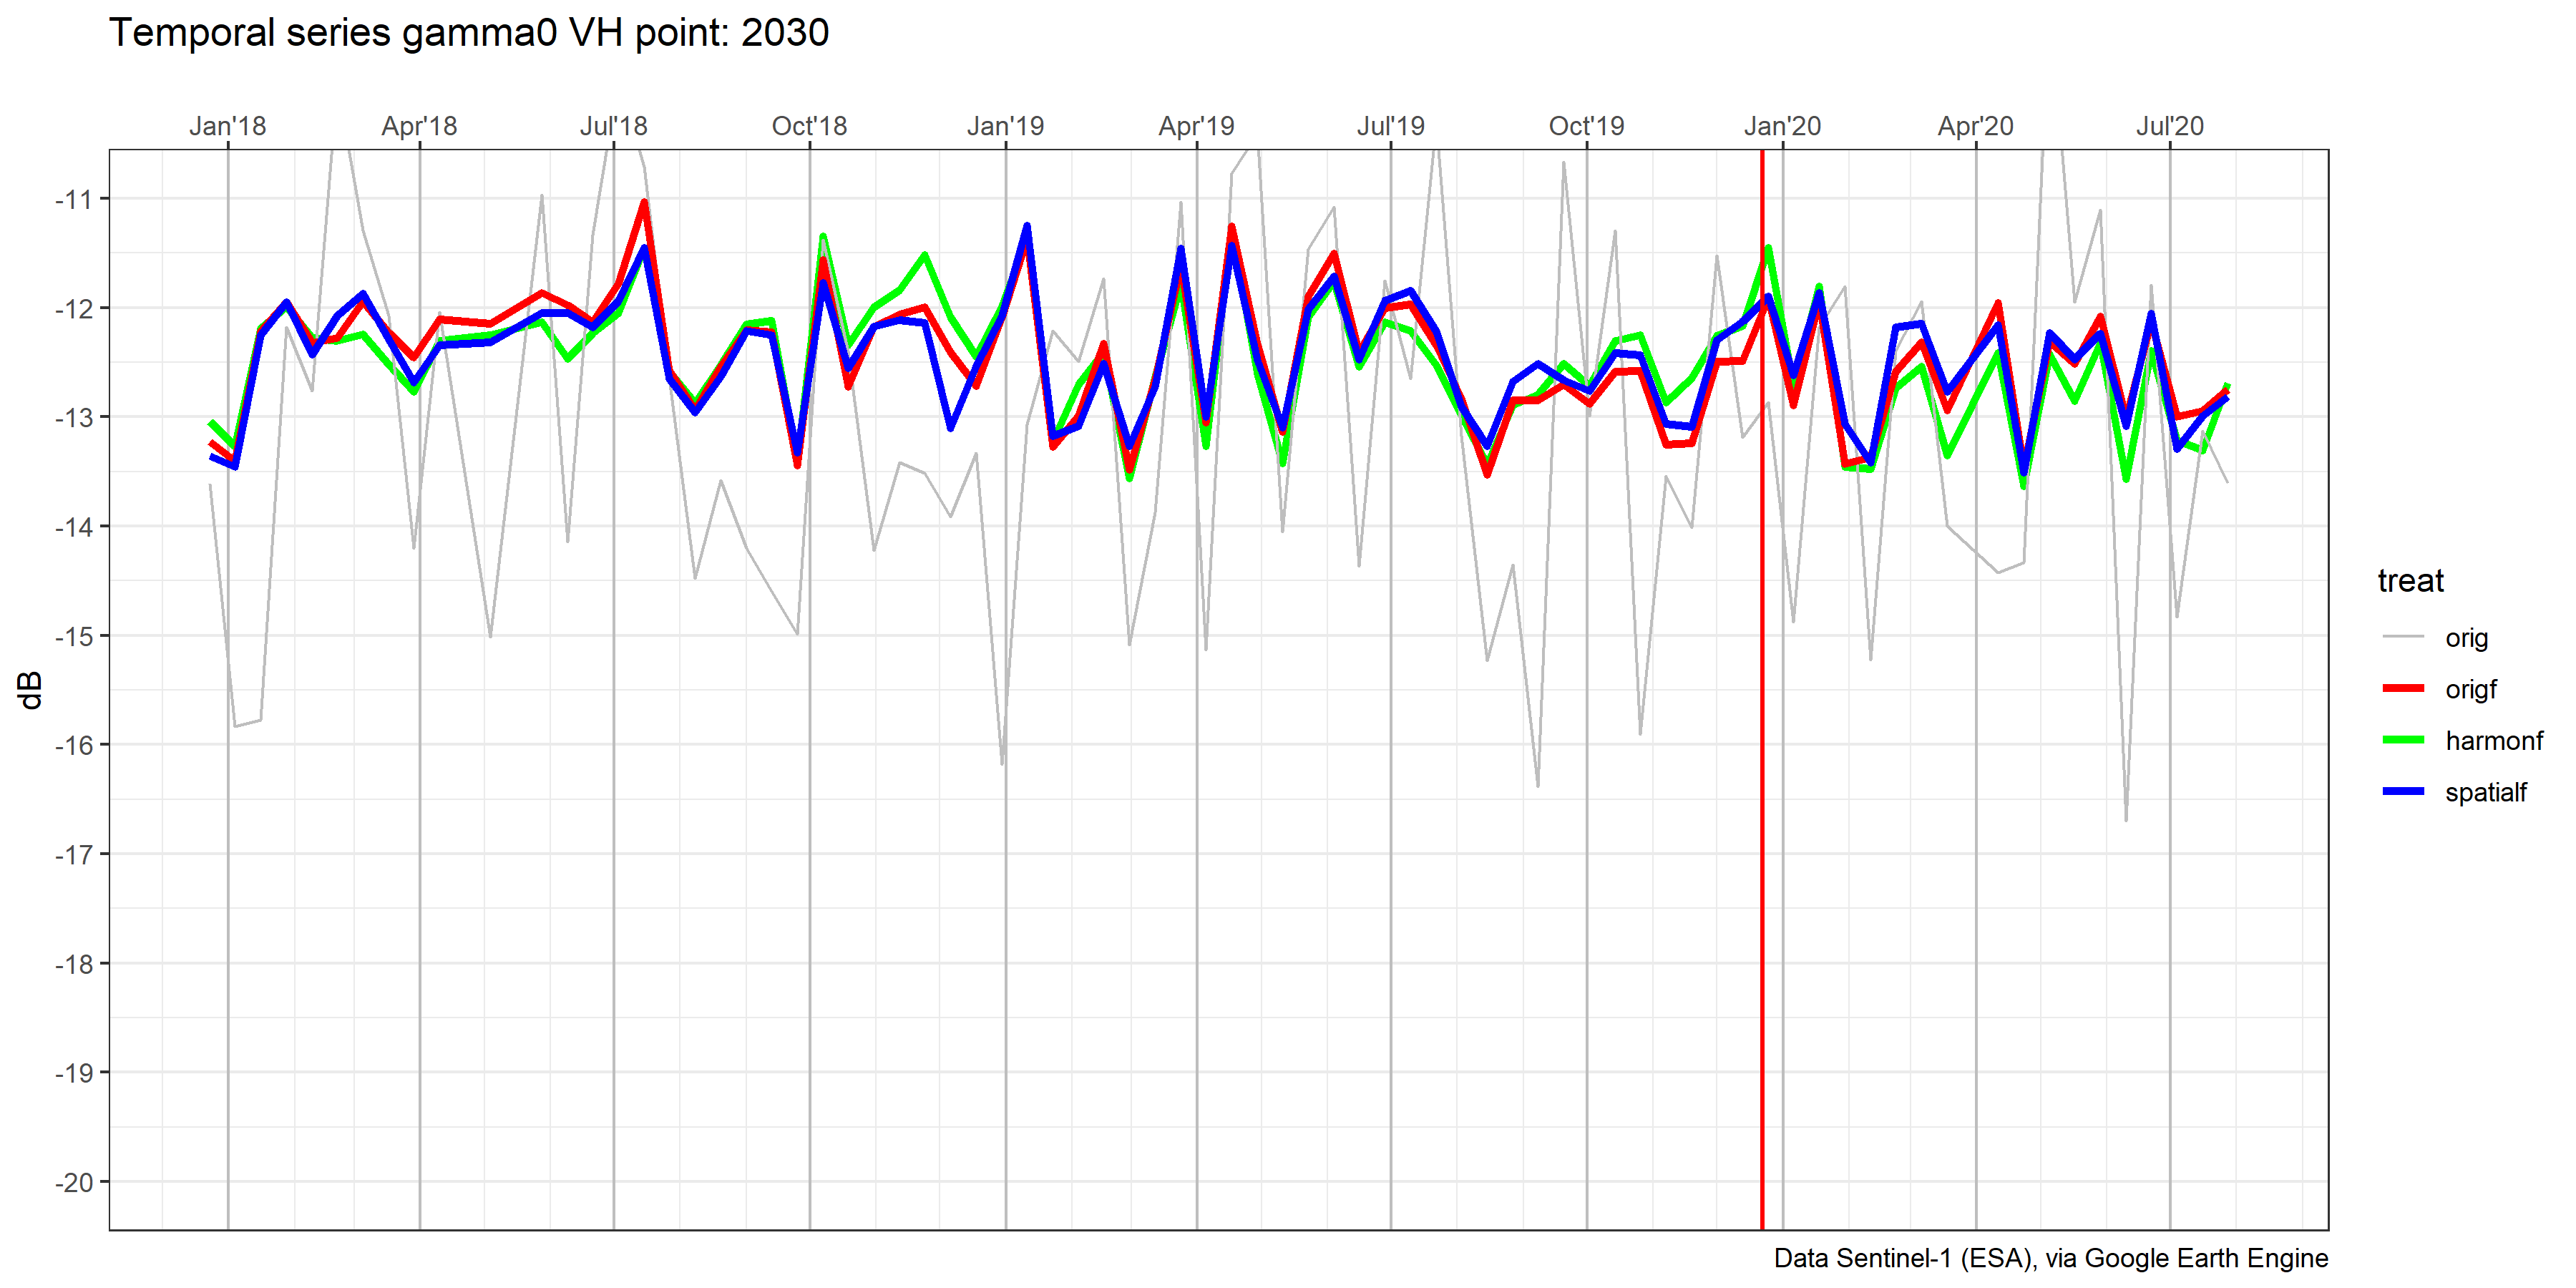 Temporal series gamma0 VH point: 2030
Jan'18 Apr'18 Jul'18 Oct'18 Jan'19 Apr'19 Jul'19 Oct'19 Jan'20 Apr'20 Jul'20
-11
-12
-13
-14
-15
-16
-17
-18
-19
-20
dB
treat
orig
origf
harmonf
spatialf
Data Sentinel-1 (ESA), via Google Earth Engine